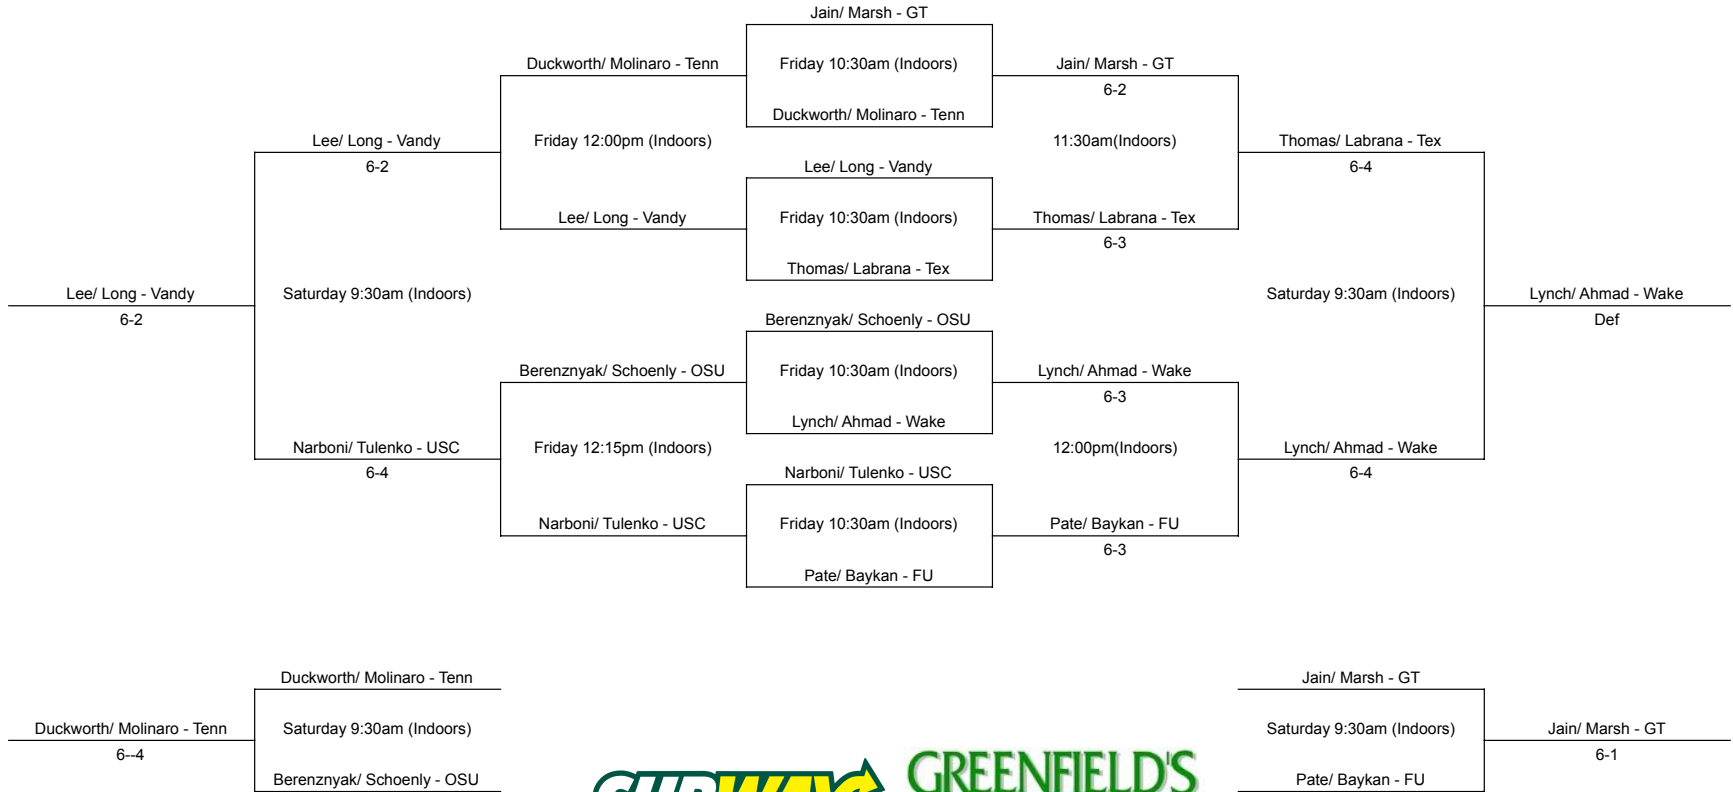 Jain/ Marsh - GT
Duckworth/ Molinaro - Tenn
Friday 10:30am (Indoors)
Jain/ Marsh - GT
6-2
Duckworth/ Molinaro - Tenn
Lee/ Long - Vandy
Friday 12:00pm (Indoors)
11:30am(Indoors)
Thomas/ Labrana - Tex
6-2
6-4
Lee/ Long - Vandy
Lee/ Long - Vandy
Friday 10:30am (Indoors)
Thomas/ Labrana - Tex
6-3
Thomas/ Labrana - Tex
Lee/ Long - Vandy
Saturday 9:30am (Indoors)
Saturday 9:30am (Indoors)
Lynch/ Ahmad - Wake
6-2
Def
Berenznyak/ Schoenly - OSU
Berenznyak/ Schoenly - OSU
Friday 10:30am (Indoors)
Lynch/ Ahmad - Wake
6-3
Lynch/ Ahmad - Wake
Narboni/ Tulenko - USC
Friday 12:15pm (Indoors)
12:00pm(Indoors)
Lynch/ Ahmad - Wake
6-4
6-4
Narboni/ Tulenko - USC
Narboni/ Tulenko - USC
Friday 10:30am (Indoors)
Pate/ Baykan - FU
6-3
Pate/ Baykan - FU
Duckworth/ Molinaro - Tenn
Jain/ Marsh - GT
Duckworth/ Molinaro - Tenn
Saturday 9:30am (Indoors)
Saturday 9:30am (Indoors)
Jain/ Marsh - GT
6--4
6-1
Berenznyak/ Schoenly - OSU
Pate/ Baykan - FU
SUBWAY
GREENFIELD'S